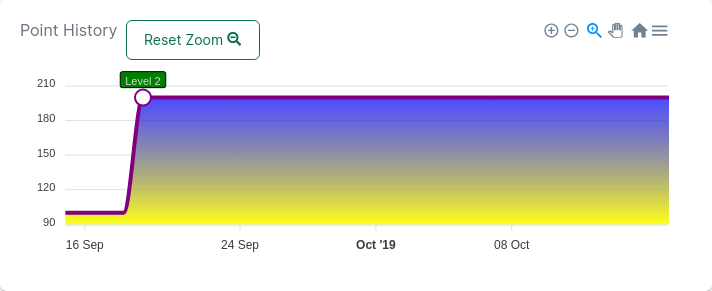 Point History
Reset Zoom
Level 2
210
180
150
120
90
16 Sep
24 Sep
Oct '19
08 Oct